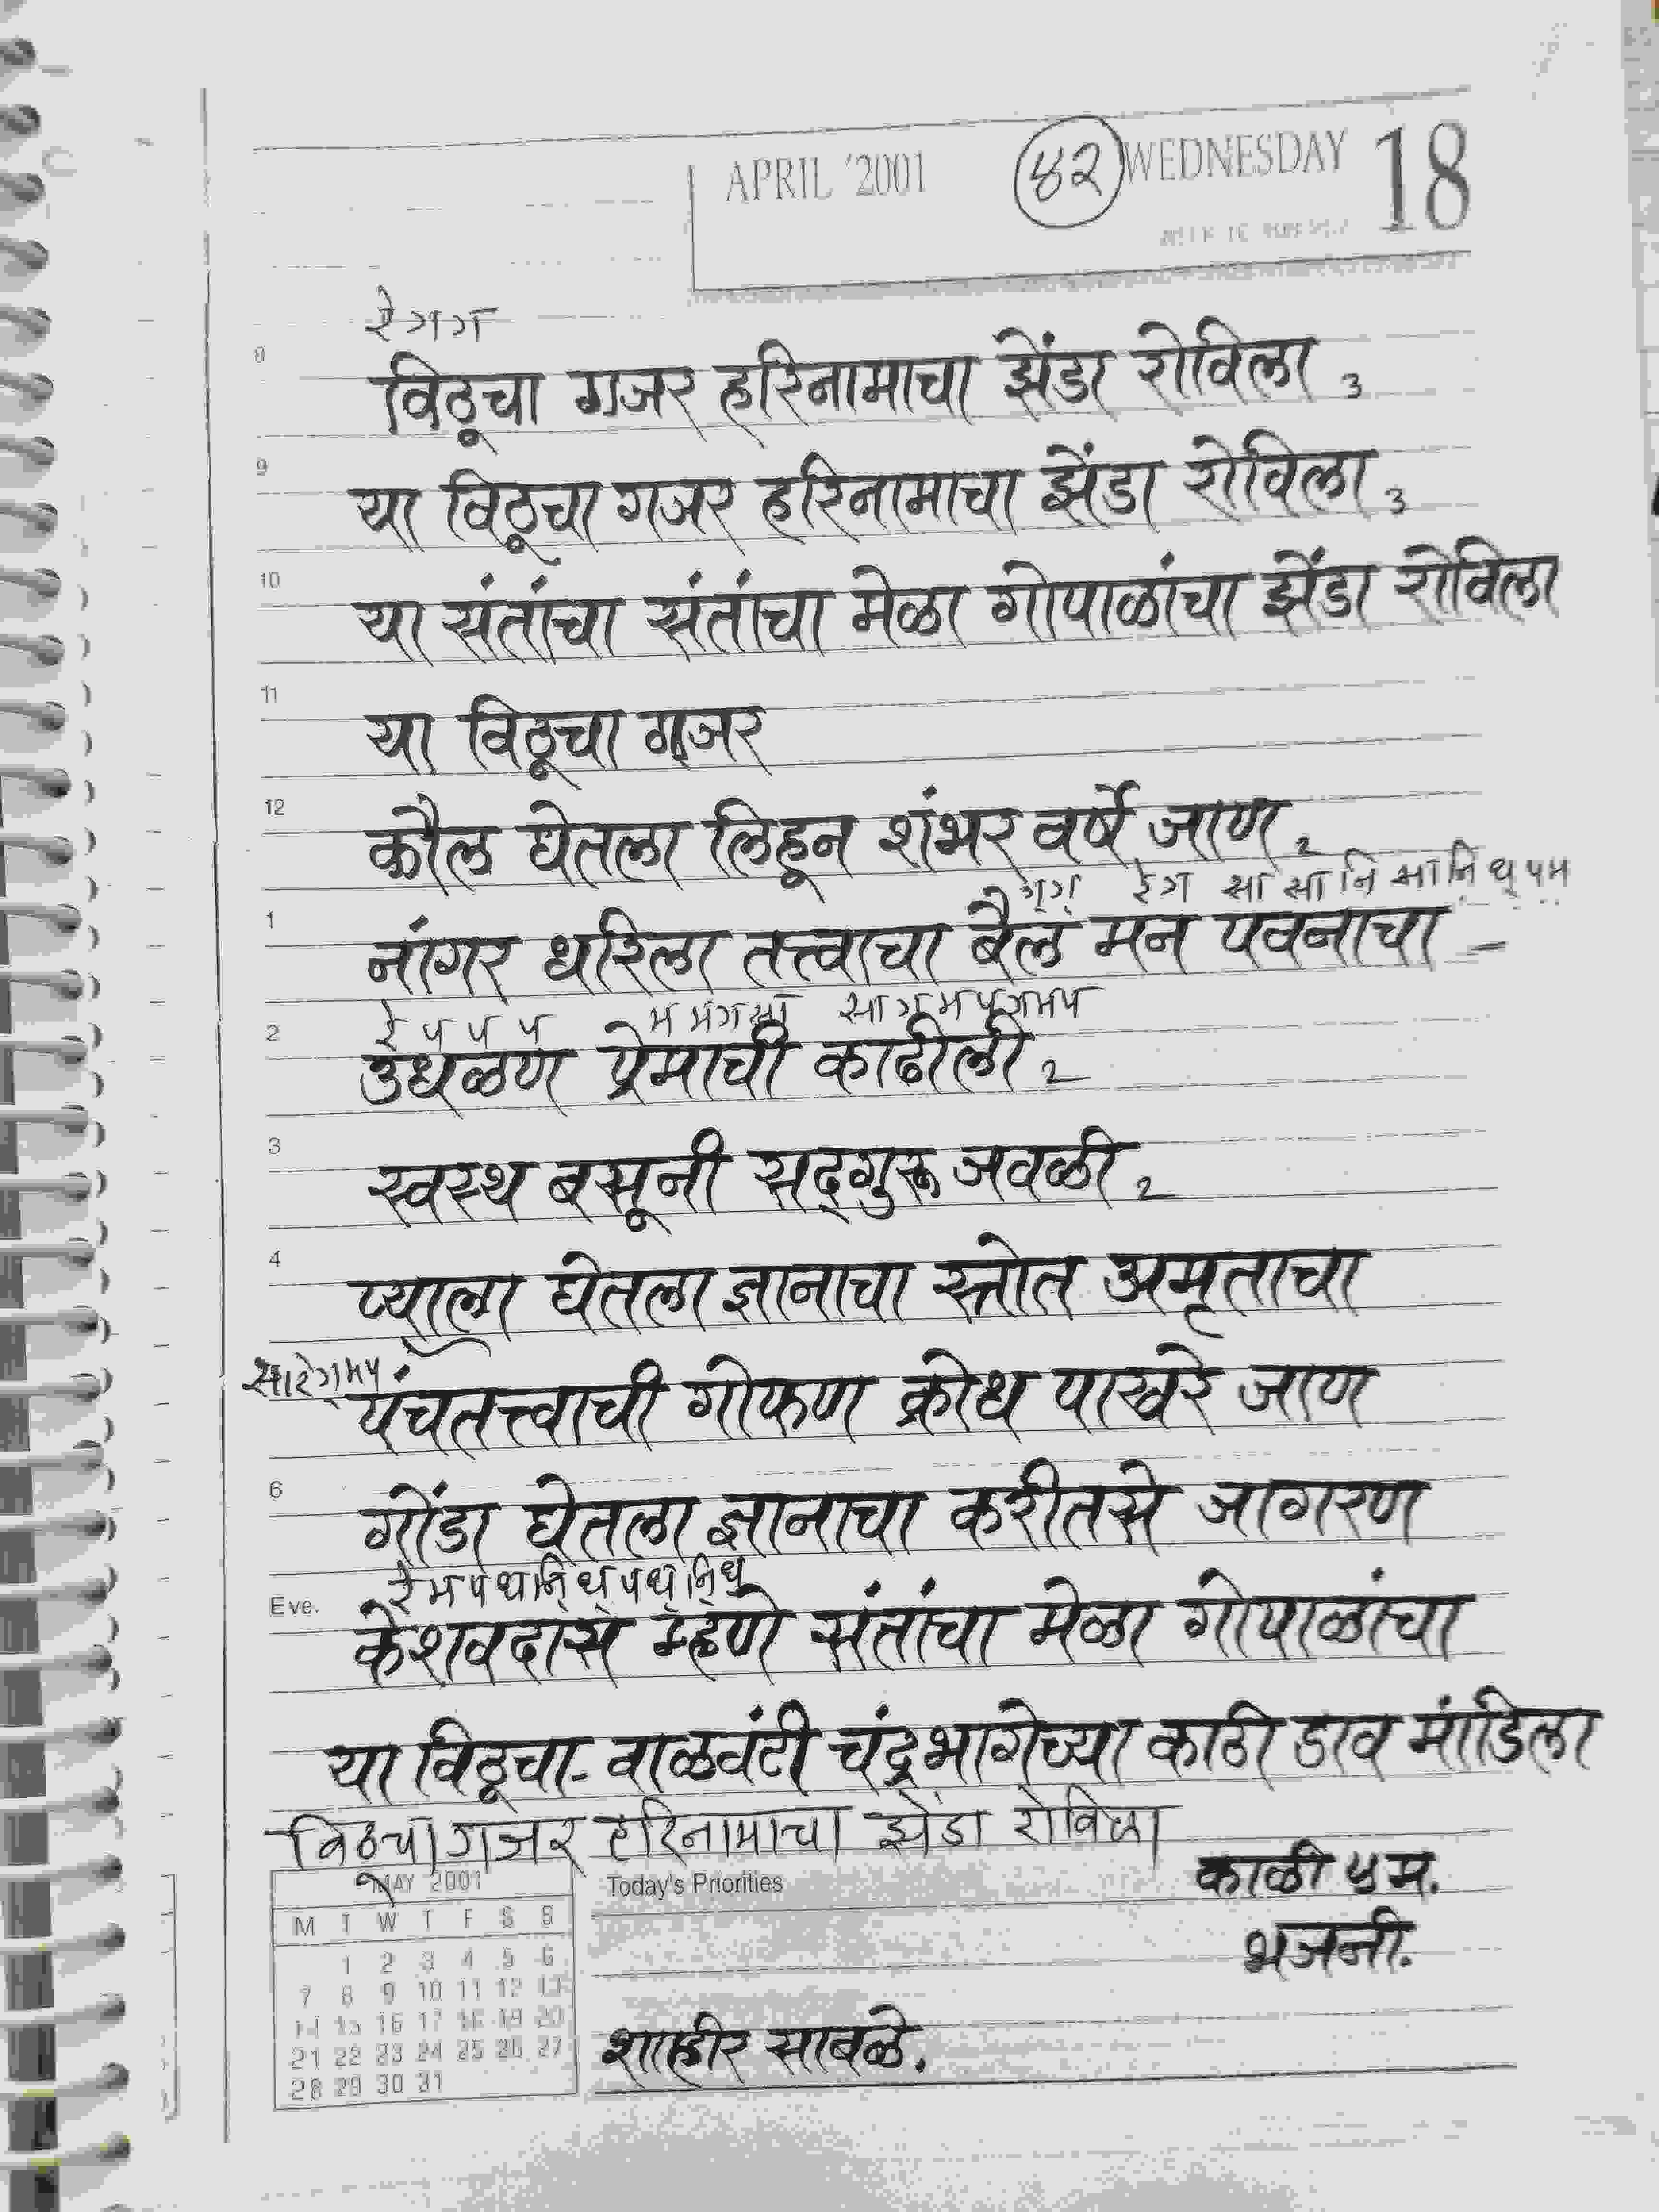 APRIL '2001 ४२ WEDNESDAY 18
रे ग ग
8
विठूचा गजर हरिनामाचा झेंडा रोविला ३
9
या विठूचा गजर हरिनामाचा झेंडा रोविला ३
10
या संतांचा संतांचा मेळा गोपाळांचा झेंडा रोविला
11
या विठूचा गजर
12
कौल घेतला लिहून शंभर वर्षे जाण २
ग़ग़ रेग सा सा नि सा नि ध़ प म
1
नांगर धरिला तत्त्वाचा बैल मन पवनाचा –
रे प प प म मंग सा सा ग म प ग म प
2
उधळण प्रेमाची काढीली २
3
स्वस्थ बसूनी सद्‌गुरू जवळी २
4
प्याला घेतला ज्ञानाचा स्त्रोत अमृताचा
सा रे ग़ म प
पंचतत्त्वाची गोफण क्रोध पाखरे जाण
6
गोंडा घेतला ज्ञानाचा करीतसे जागरण
रे म प ध नि ध़ प ध़ नि़ ध़
Eve.
केशवदास म्हणे संतांचा मेळा गोपाळांचा
या विठूचा- वाळवंटी चंद्रभागेच्या काठी डाव मांडिला
विठूचा गजर हरिनामाचा झेंडा रोविला
काळी ५ म.
भजनी.
MAY 2001
M T W T F S S
1 2 3 4 5 6
7 8 9 10 11 12 13
14 15 16 17 18 19 20
21 22 23 24 25 26 27
28 29 30 31
Today's Priorities
शाहीर साबळे.